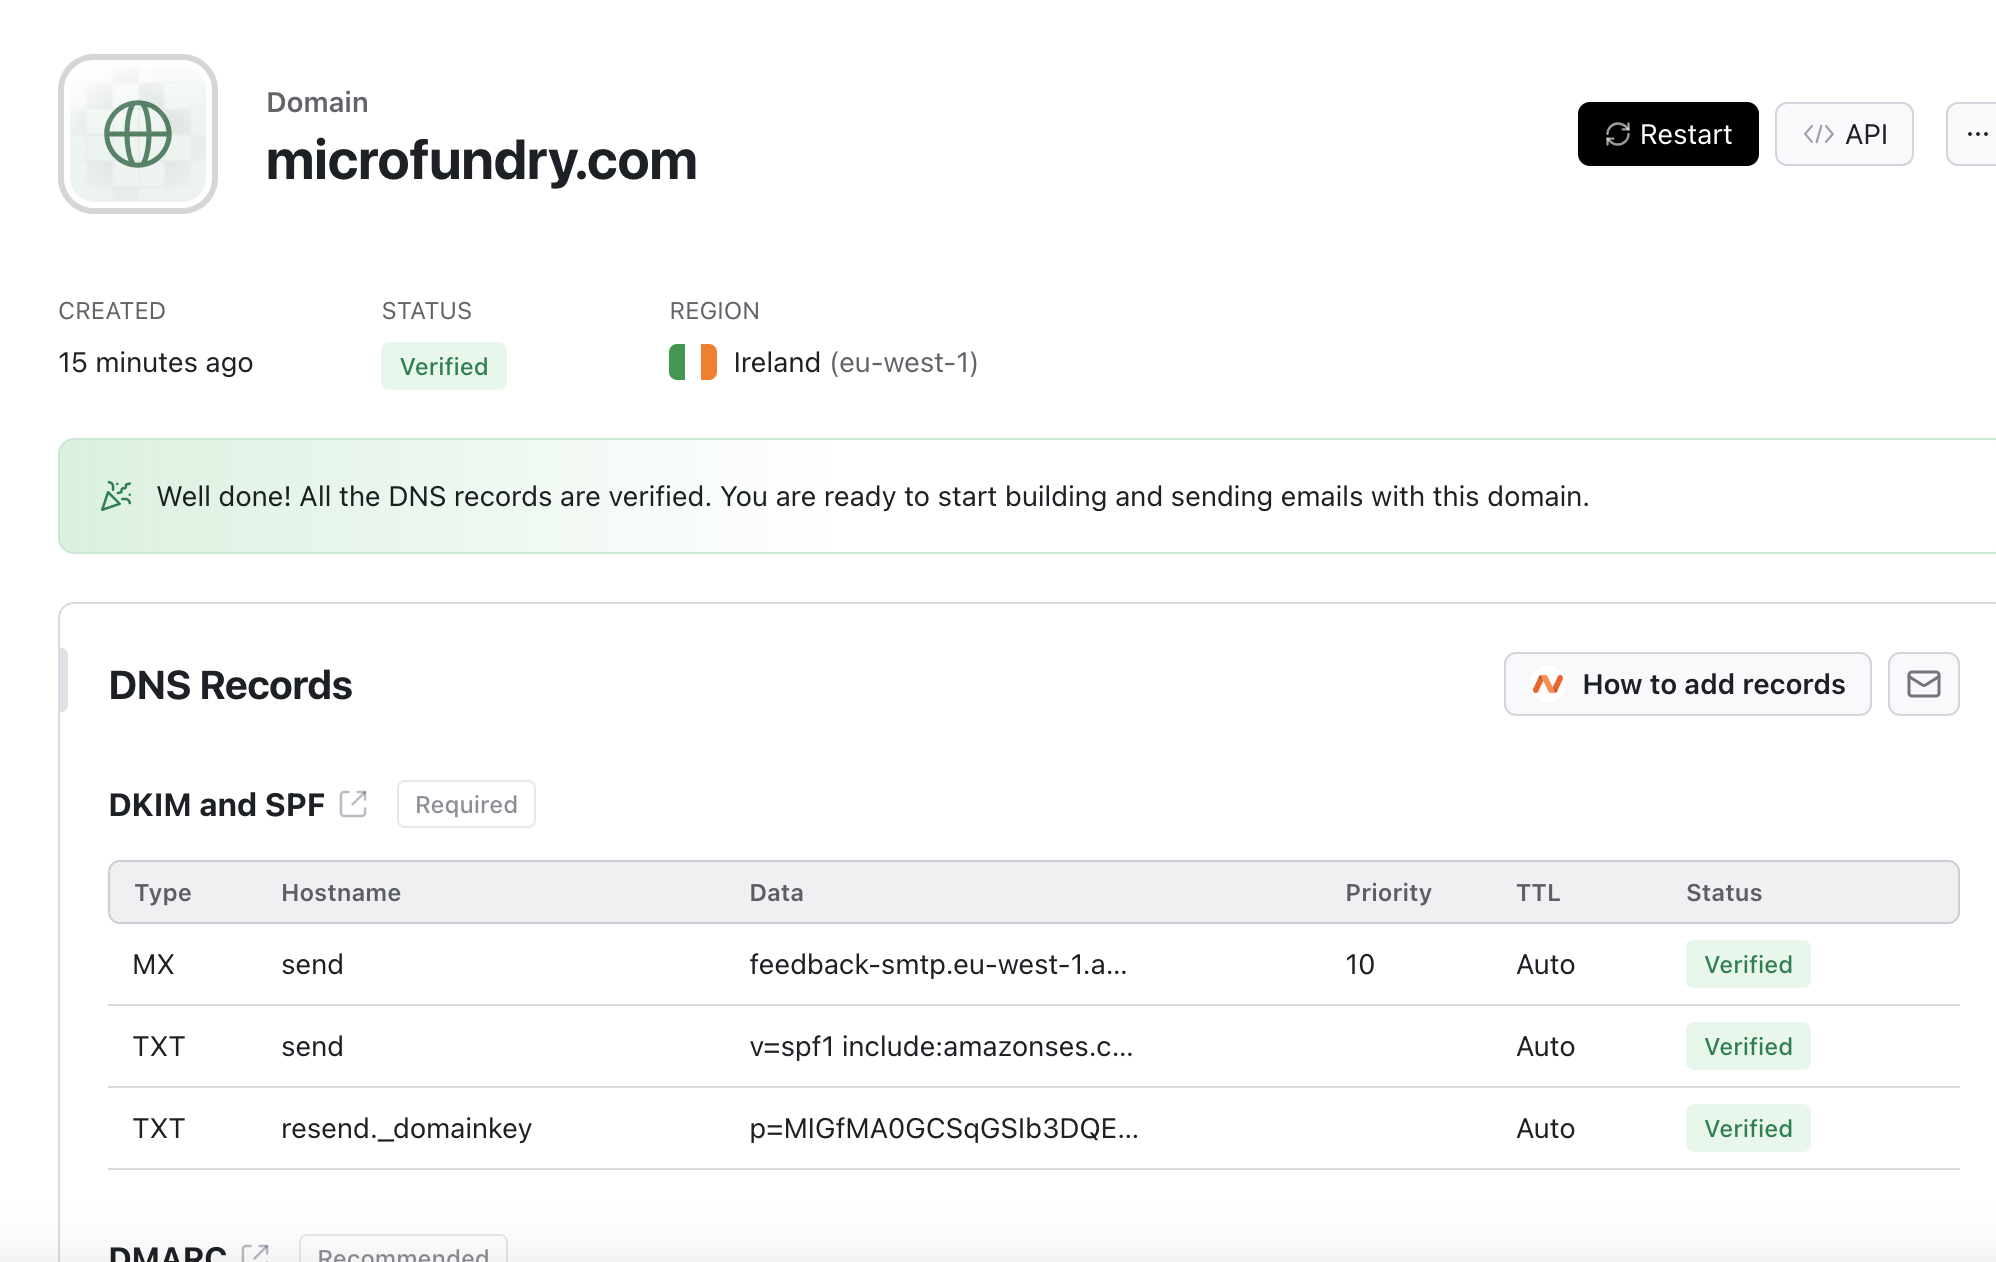 Domain
microfundry.com
Restart
API
CREATED
STATUS
REGION
15 minutes ago
Verified
Ireland (eu-west-1)
Well done! All the DNS records are verified. You are ready to start building and sending emails with this domain.
DNS Records
How to add records
DKIM and SPF
Required
Type Hostname Data Priority TTL Status
MX send feedback-smtp.eu-west-1.a... 10 Auto Verified
TXT send v=spf1 include:amazonses.c... Auto Verified
TXT resend._domainkey p=MIGfMA0GCSqGSIb3DQE... Auto Verified
DMARC
Recommended